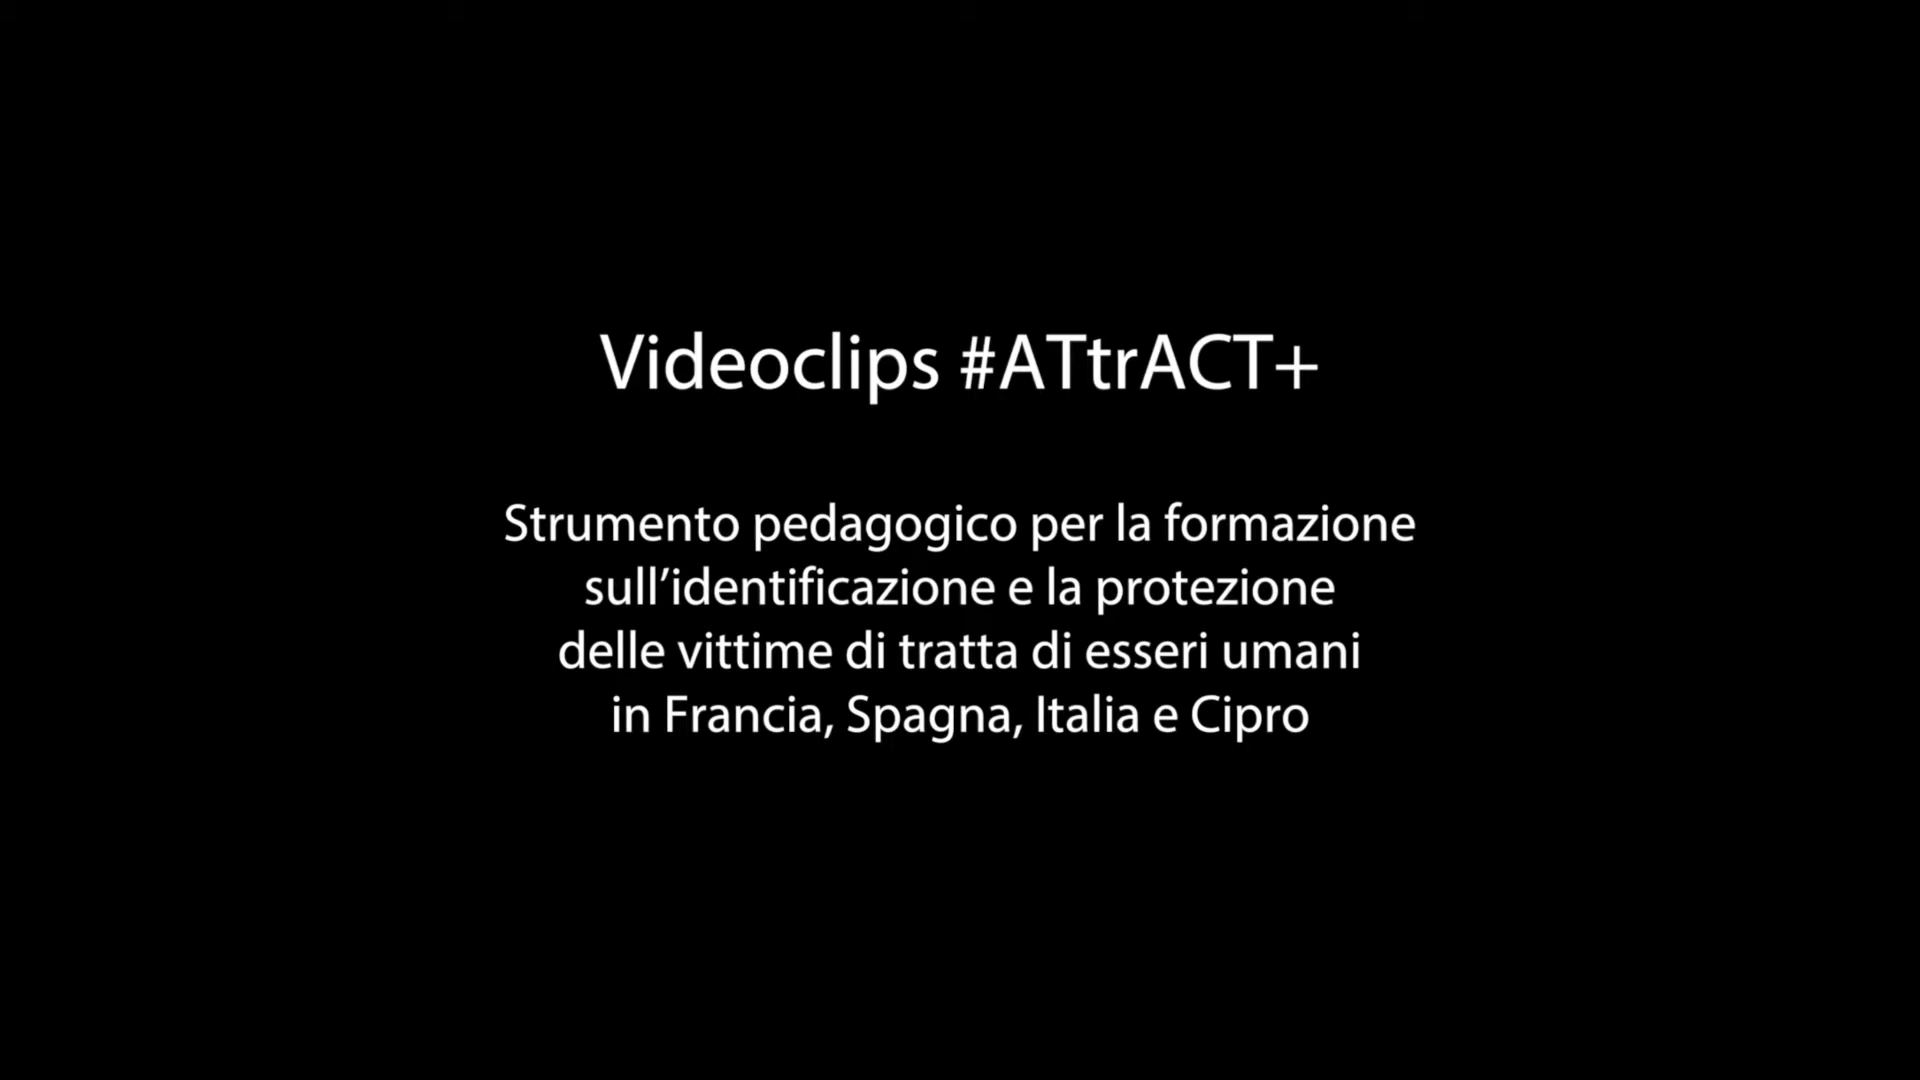 Videoclips #ATtrACT+
Strumento pedagogico per la formazione
sull’identificazione e la protezione
delle vittime di tratta di esseri umani
in Francia, Spagna, Italia e Cipro